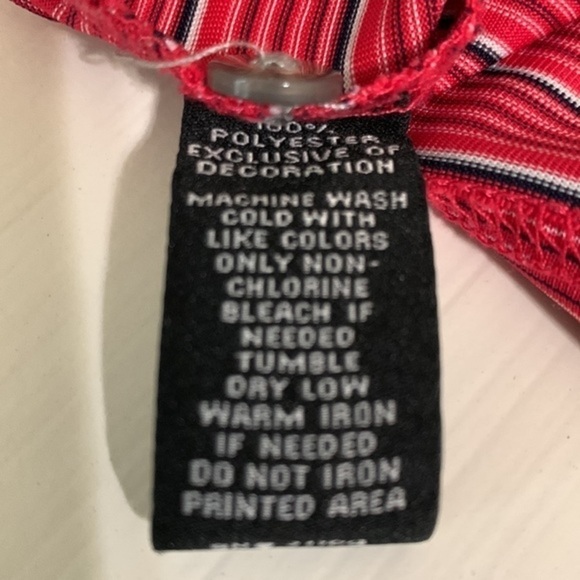 100%
POLYESTER
EXCLUSIVE OF
DECORATION
MACHINE WASH
COLD WITH
LIKE COLORS
ONLY NON-
CHLORINE
BLEACH IF
NEEDED
TUMBLE
DRY LOW
WARM IRON
IF NEEDED
DO NOT IRON
PRINTED AREA